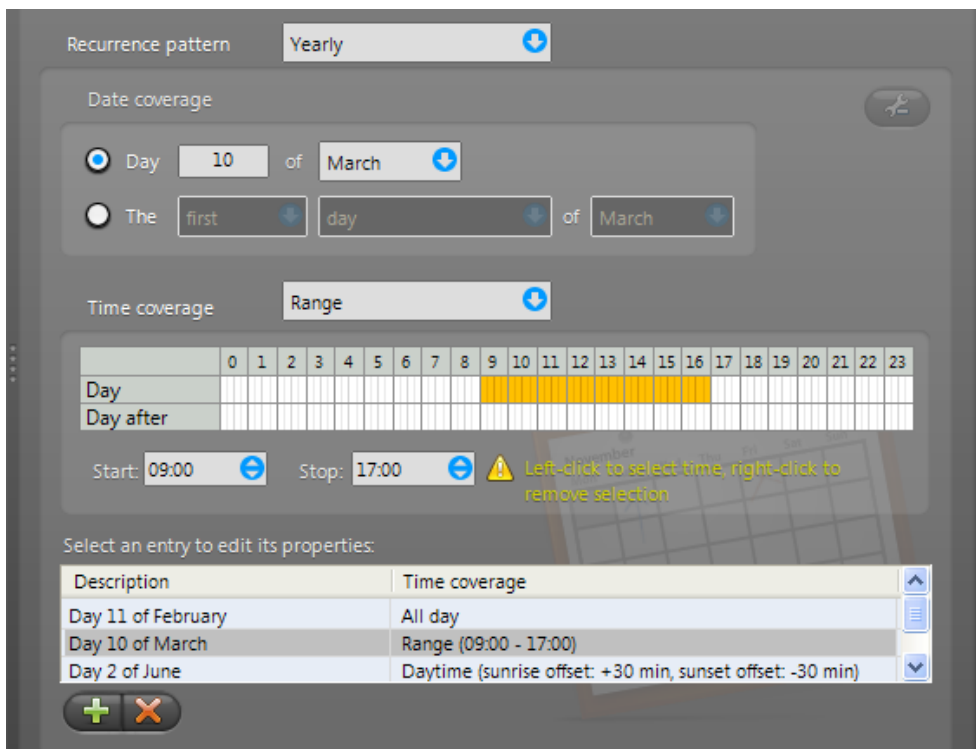 Recurrence pattern Yearly
Date coverage
Day 10 of March
The first day of March
Time coverage Range
0 1 2 3 4 5 6 7 8 9 10 11 12 13 14 15 16 17 18 19 20 21 22 23
Day
Day after
Start: 09:00 Stop: 17:00 Left-click to select time, right-click to
remove selection
Select an entry to edit its properties:
Description Time coverage
Day 11 of February All day
Day 10 of March Range (09:00 - 17:00)
Day 2 of June Daytime (sunrise offset: +30 min, sunset offset: -30 min)